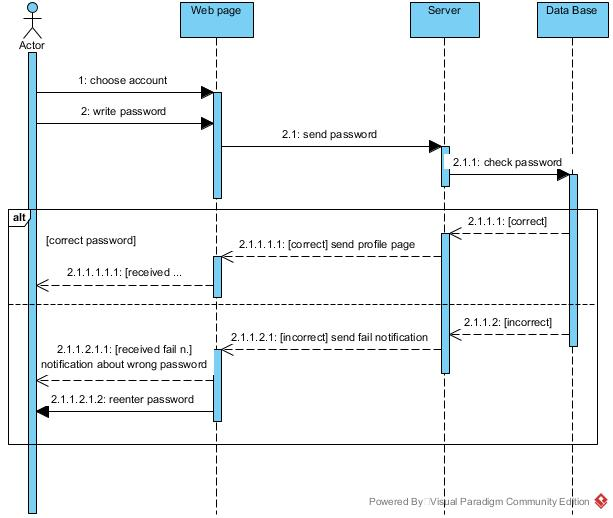 Web page
Server
Data Base
Actor
1: choose account
2: write password
2.1: send password
2.1.1: check password
alt
2.1.1.1: [correct]
[correct password]
2.1.1.1.1: [correct] send profile page
2.1.1.1.1.1: [received ...
2.1.1.2: [incorrect]
2.1.1.2.1: [incorrect] send fail notification
2.1.1.2.1.1: [received fail n.]
notification about wrong password
2.1.1.2.1.2: reenter password
Powered By Visual Paradigm Community Edition